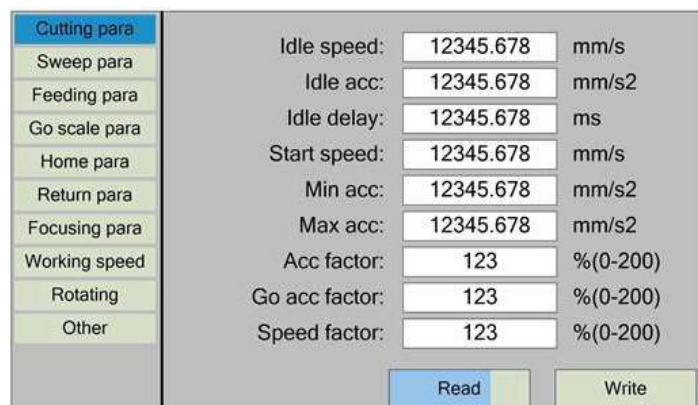 Cutting para
Sweep para
Feeding para
Go scale para
Home para
Return para
Focusing para
Working speed
Rotating
Other
Idle speed: 12345.678 mm/s
Idle acc: 12345.678 mm/s2
Idle delay: 12345.678 ms
Start speed: 12345.678 mm/s
Min acc: 12345.678 mm/s2
Max acc: 12345.678 mm/s2
Acc factor: 123 %(0-200)
Go acc factor: 123 %(0-200)
Speed factor: 123 %(0-200)
Read Write